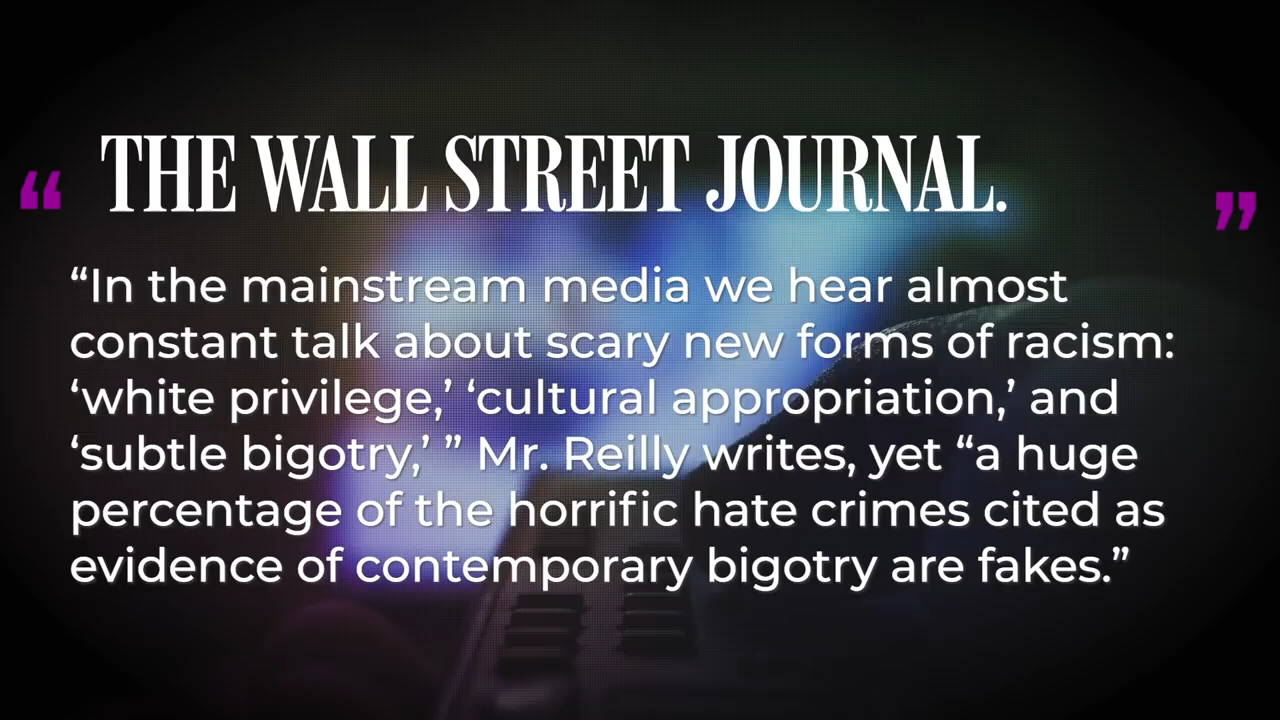 THE WALL STREET JOURNAL.
“ ”
“In the mainstream media we hear almost
constant talk about scary new forms of racism:
‘white privilege,’ ‘cultural appropriation,’ and
‘subtle bigotry,’ ” Mr. Reilly writes, yet “a huge
percentage of the horrific hate crimes cited as
evidence of contemporary bigotry are fakes.”